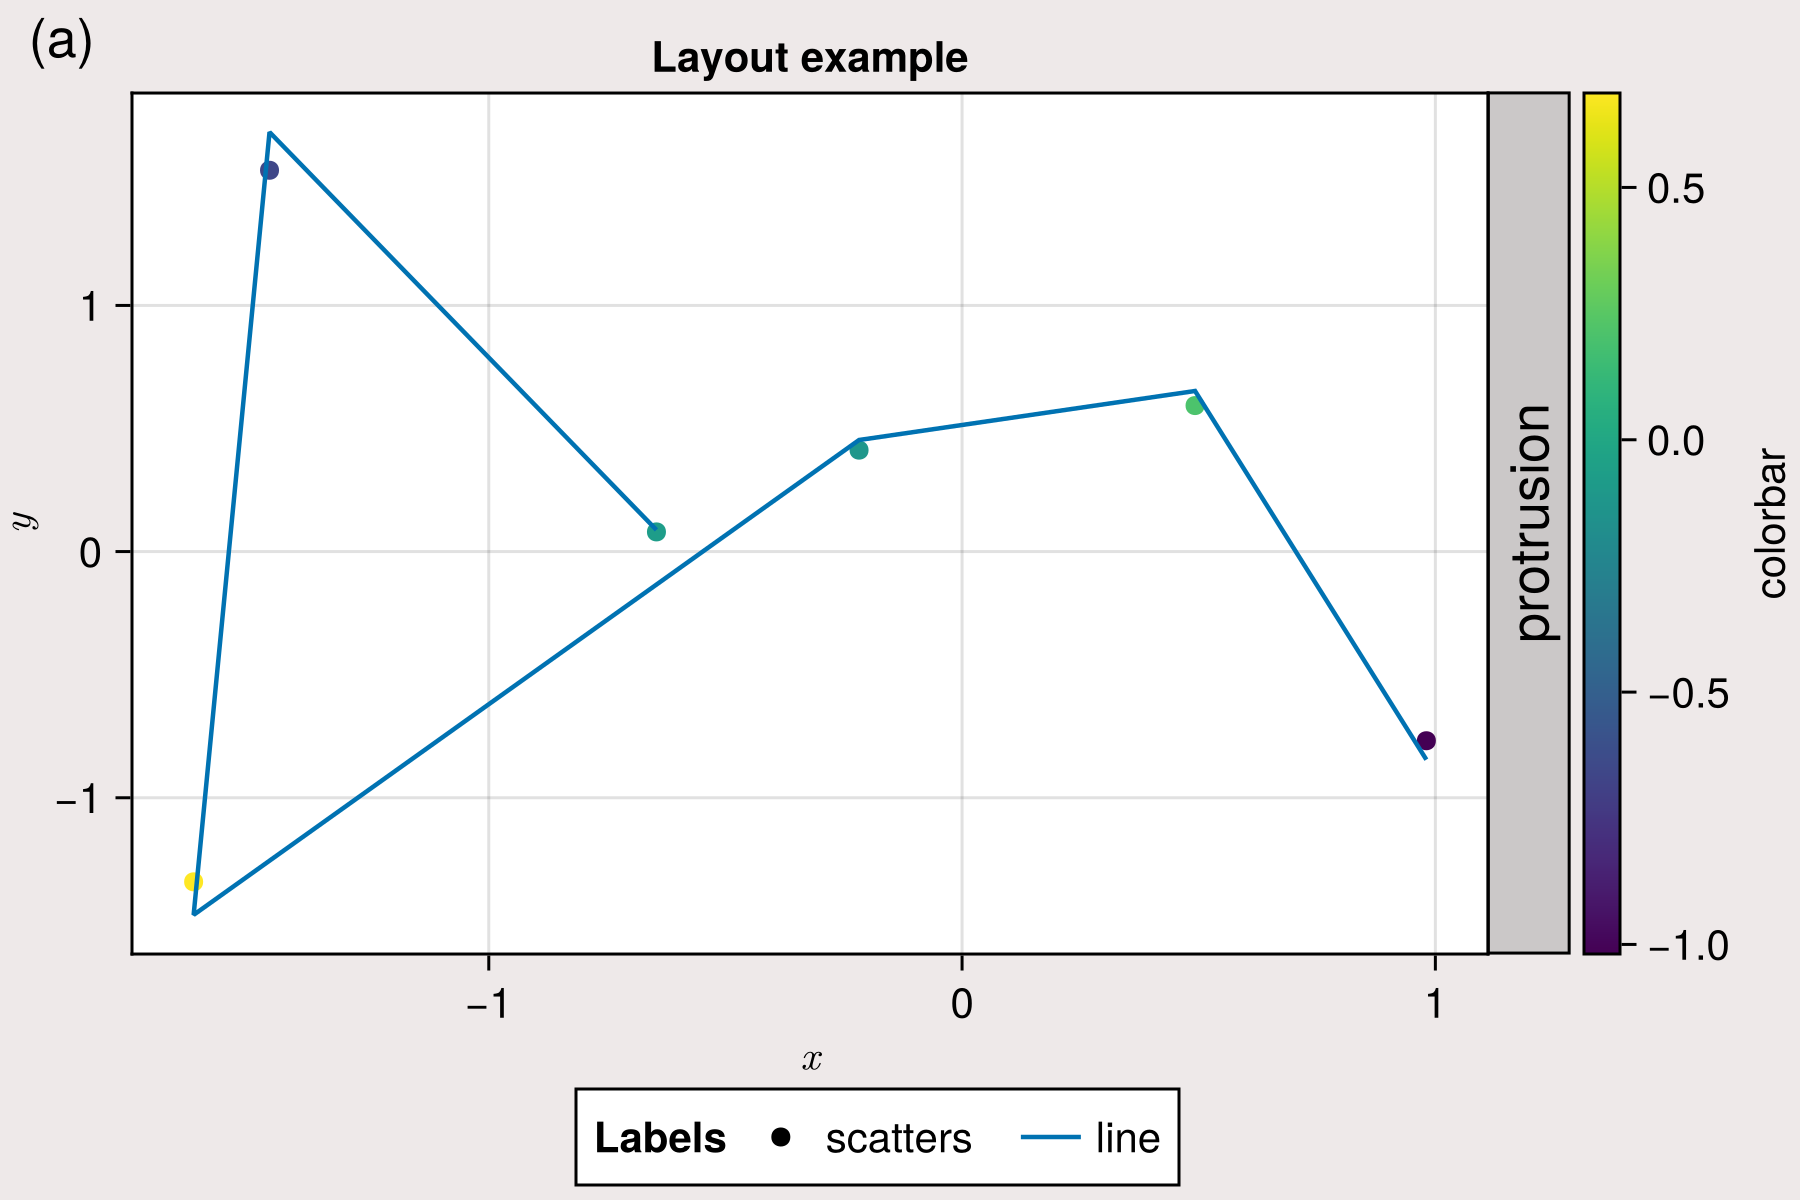 (a)
Layout example
y
1
0
−1
−1
0
1
x
protrusion
0.5
0.0
−0.5
−1.0
colorbar
Labels scatters line